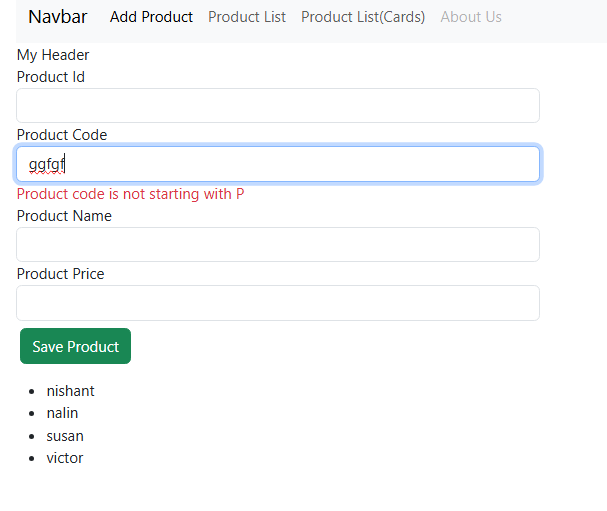 Navbar Add Product Product List Product List(Cards) About Us
My Header
Product Id
Product Code
ggfgf
Product code is not starting with P
Product Name
Product Price
Save Product
nishant
nalin
susan
victor